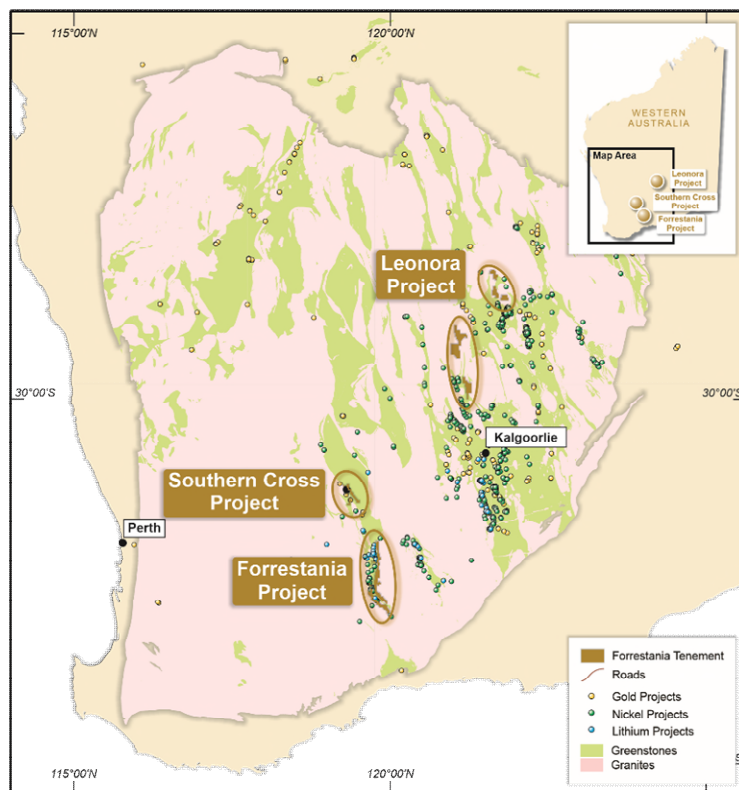 115°00'N
120°00'N
WESTERN
AUSTRALIA
Map Area
Leonora
Project
Southern Cross
Project
Forrestania
Project
Leonora
Project
30°00'S
30°00'S
Kalgoorlie
Southern Cross
Project
Perth
Forrestania
Project
Forrestania Tenement
Roads
Gold Projects
Nickel Projects
Lithium Projects
Greenstones
Granites
115°00'N
120°00'N